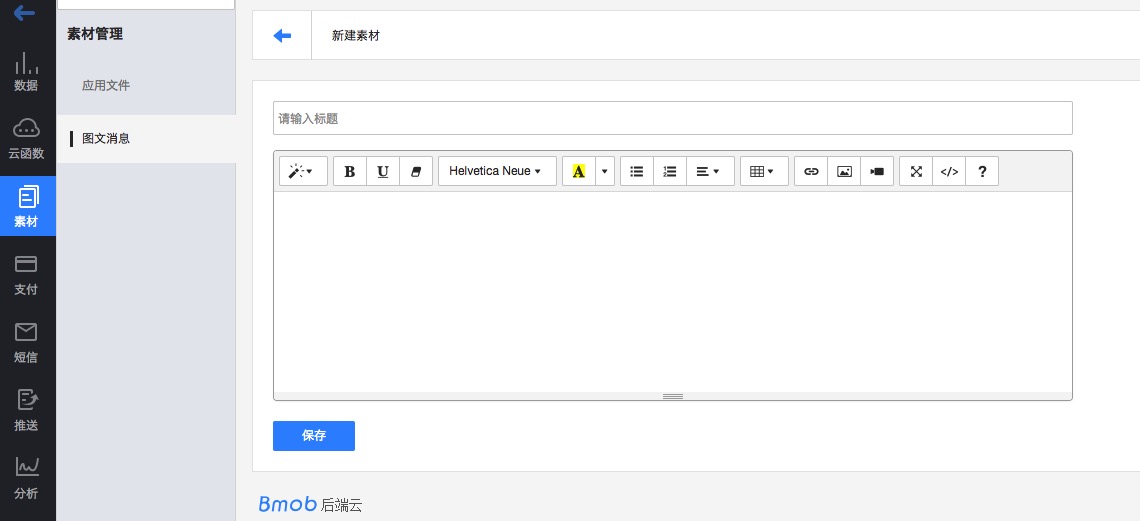 素材管理
应用文件
图文消息
数据
云函数
素材
支付
短信
推送
分析
新建素材
请输入标题
B U Helvetica Neue A </> ?
保存
Bmob 后端云